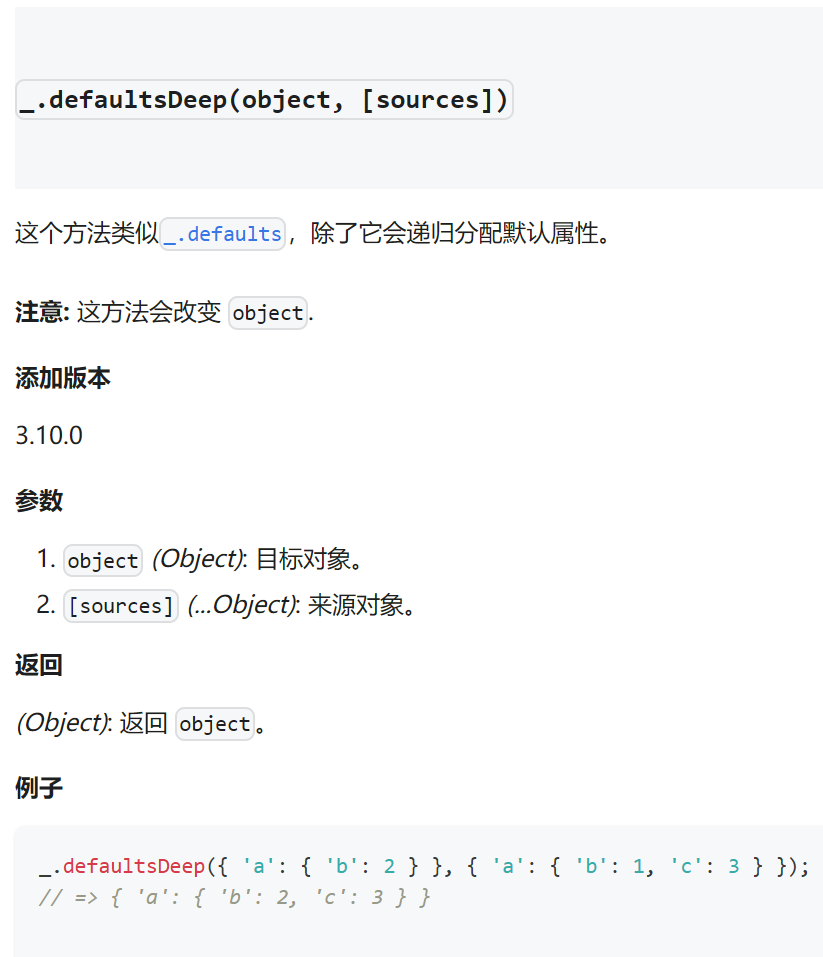 _.defaultsDeep(object, [sources])
这个方法类似_.defaults，除了它会递归分配默认属性。
注意: 这方法会改变 object.
添加版本
3.10.0
参数
1. object (Object): 目标对象。
2. [sources] (...Object): 来源对象。
返回
(Object): 返回 object。
例子
_.defaultsDeep({ 'a': { 'b': 2 } }, { 'a': { 'b': 1, 'c': 3 } });
// => { 'a': { 'b': 2, 'c': 3 } }